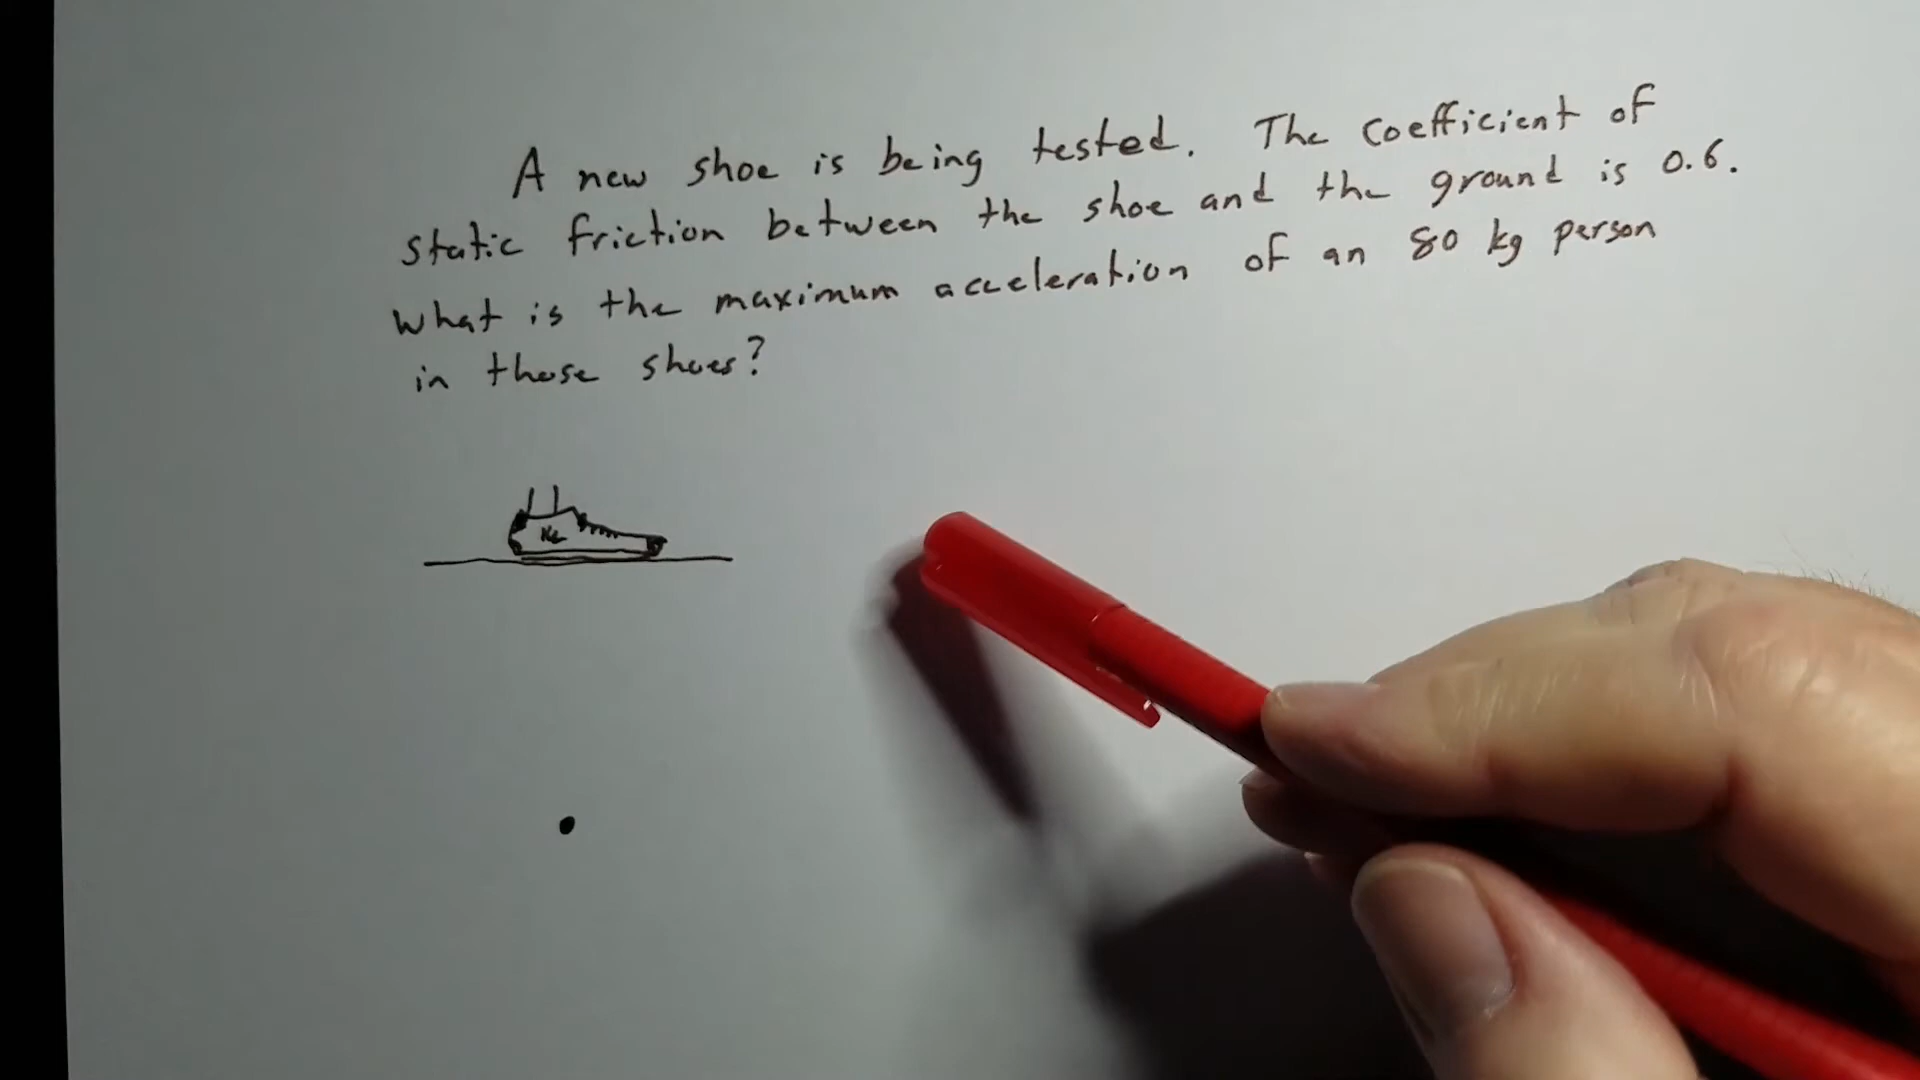 A new shoe is being tested. The coefficient of
static friction between the shoe and the ground is 0.6.
What is the maximum acceleration of an 80 kg person
in those shoes?